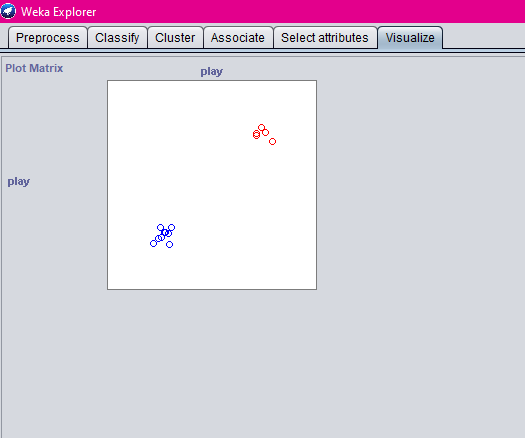 Weka Explorer
Preprocess Classify Cluster Associate Select attributes Visualize
Plot Matrix
play
play